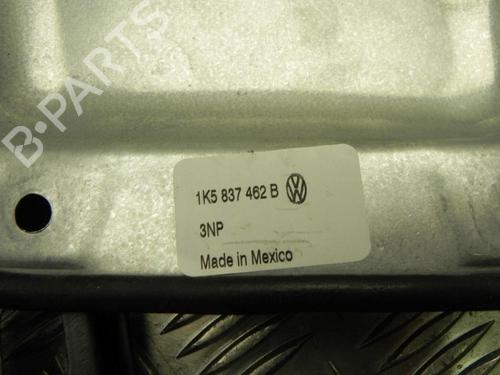 B-PARTS
1K5 837 462 B
3NP
Made in Mexico